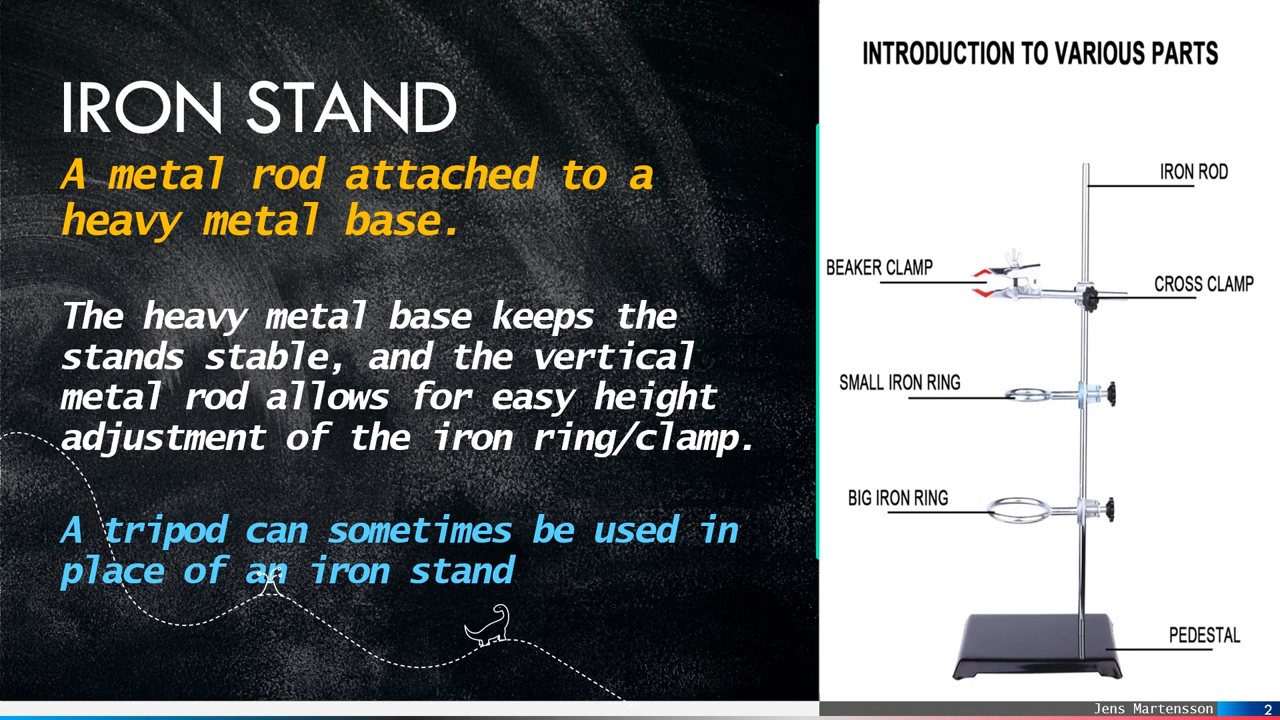 IRON STAND
A metal rod attached to a
heavy metal base.
The heavy metal base keeps the
stands stable, and the vertical
metal rod allows for easy height
adjustment of the iron ring/clamp.
A tripod can sometimes be used in
place of an iron stand
INTRODUCTION TO VARIOUS PARTS
IRON ROD
BEAKER CLAMP
CROSS CLAMP
SMALL IRON RING
BIG IRON RING
PEDESTAL
Jens Martensson
2